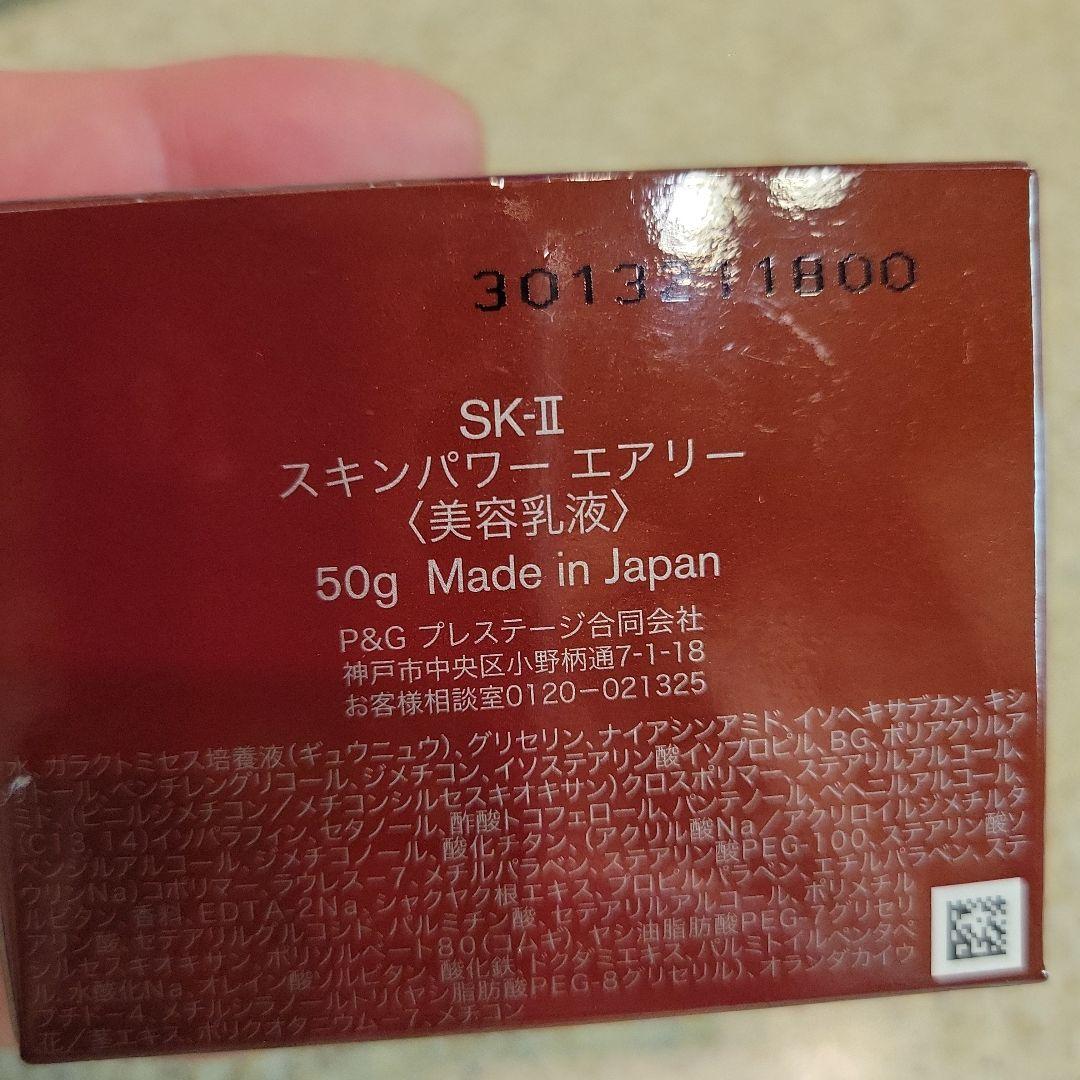 3013211800
SK-Ⅱ
スキンパワー エアリー
〈美容乳液〉
50g Made in Japan
P&G プレステージ合同会社
神戸市中央区小野柄通7-1-18
お客様相談室0120-021325
水、ガラクトミセス培養液(ギュウニュウ)、グリセリン、ナイアシンアミド、イソヘキサデカン、キシ
リトール、ペンチレングリコール、ジメチコン、イソステアリン酸イソプロピル、BG、ポリアクリルア
ミド、(ビニルジメチコン/メチコンシルセスキオキサン)クロスポリマー、ステアリルアルコール、
(C13,14)イソパラフィン、セタノール、酢酸トコフェロール、パンテノール、ベヘニルアルコール、
ベンジルアルコール、ジメチコノール、酸化チタン、(アクリル酸Na/アクリロイルジメチルタ
ウリンNa)コポリマー、ラウレス-7、メチルパラベン、ステアリン酸PEG-100、ステアリン酸ソ
ルビタン、香料、EDTA-2Na、シャクヤク根エキス、プロピルパラベン、エチルパラベン、ステ
アリン酸、セテアリルグルコシド、パルミチン酸、セテアリルアルコール、ポリメチル
シルセスキオキサン、ポリソルベート80(コムギ)、ヤシ油脂肪酸PEG-7グリセリ
ル、水酸化Na、オレイン酸ソルビタン、酸化鉄、ドクダミエキス、パルミトイルペンタペ
プチド-4、メチルシラノールトリ(ヤシ脂肪酸PEG-8グリセリル)、オランダカイウ
花/茎エキス、ポリクオタニウム-7、メチコン